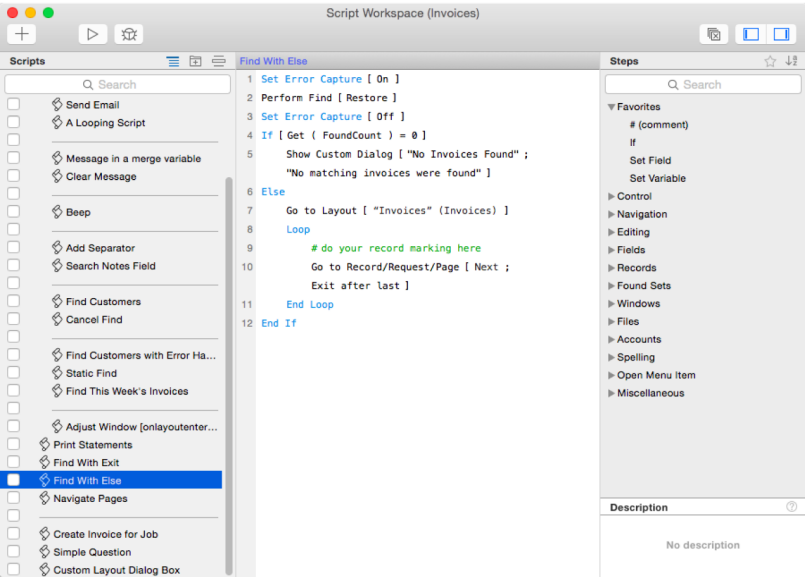 Script Workspace (Invoices)
Scripts
Search
Send Email
A Looping Script
Message in a merge variable
Clear Message
Beep
Add Separator
Search Notes Field
Find Customers
Cancel Find
Find Customers with Error Ha...
Static Find
Find This Week's Invoices
Adjust Window [onlayoutenter...
Print Statements
Find With Exit
Find With Else
Navigate Pages
Create Invoice for Job
Simple Question
Custom Layout Dialog Box
Find With Else
1 Set Error Capture [ On ]
2 Perform Find [ Restore ]
3 Set Error Capture [ Off ]
4 If [ Get ( FoundCount ) = 0 ]
5 Show Custom Dialog [ "No Invoices Found" ;
"No matching invoices were found" ]
6 Else
7 Go to Layout [ “Invoices” (Invoices) ]
8 Loop
9 # do your record marking here
10 Go to Record/Request/Page [ Next ;
Exit after last ]
11 End Loop
12 End If
Steps
Search
Favorites
# (comment)
If
Set Field
Set Variable
Control
Navigation
Editing
Fields
Records
Found Sets
Windows
Files
Accounts
Spelling
Open Menu Item
Miscellaneous
Description
No description